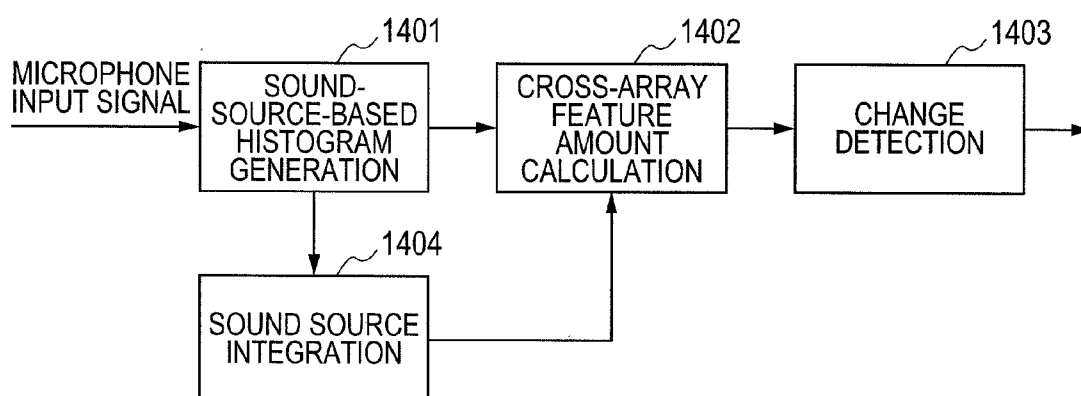 1401
1402
1403
MICROPHONE
INPUT SIGNAL
SOUND-
SOURCE-BASED
HISTOGRAM
GENERATION
CROSS-ARRAY
FEATURE
AMOUNT
CALCULATION
CHANGE
DETECTION
1404
SOUND SOURCE
INTEGRATION